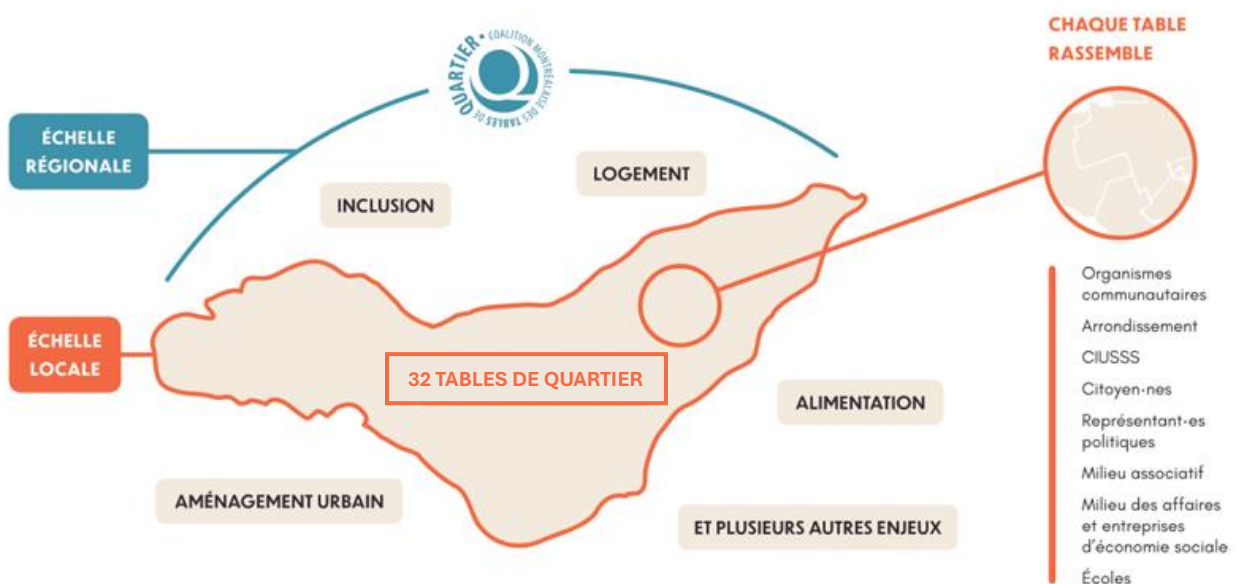 CHAQUE TABLE
RASSEMBLE
COALITION MONTRÉALAISE DES TABLES DE QUARTIER •
ÉCHELLE
RÉGIONALE
LOGEMENT
INCLUSION
Organismes
communautaires
Arrondissement
CIUSSS
Citoyen·nes
Représentant·es
politiques
Milieu associatif
Milieu des affaires
et entreprises
d'économie sociale
Écoles
ÉCHELLE
LOCALE
32 TABLES DE QUARTIER
ALIMENTATION
AMÉNAGEMENT URBAIN
ET PLUSIEURS AUTRES ENJEUX